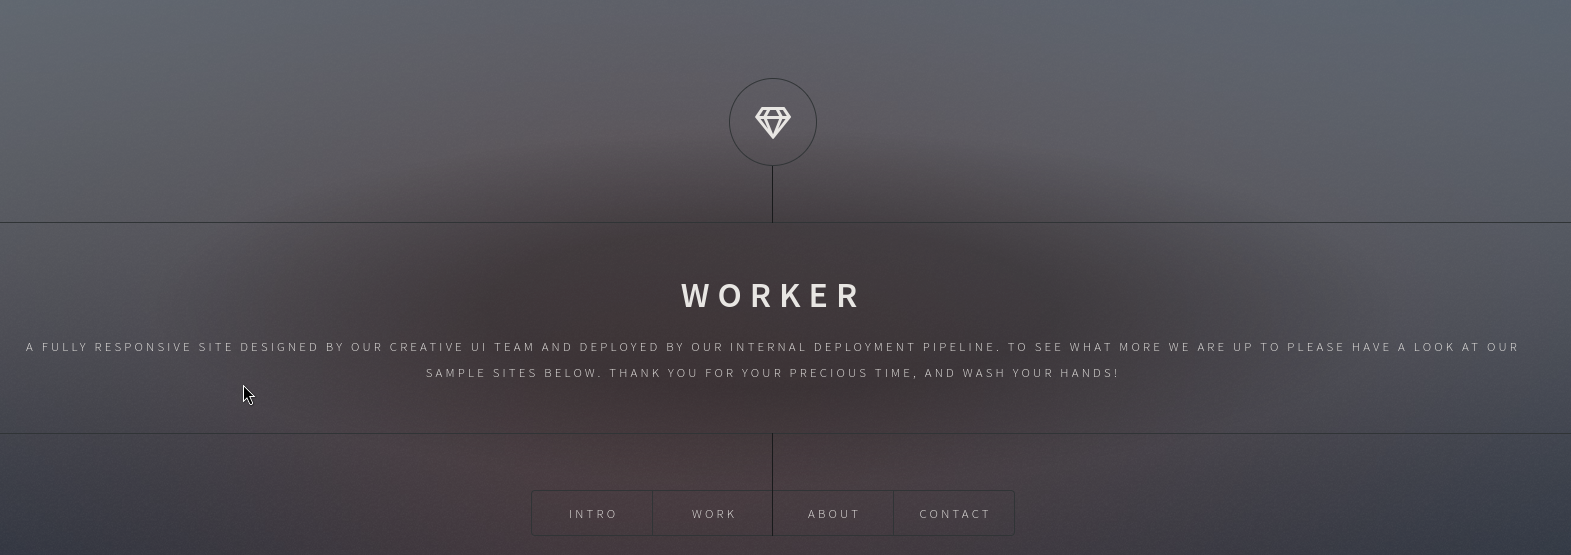 WORKER
A FULLY RESPONSIVE SITE DESIGNED BY OUR CREATIVE UI TEAM AND DEPLOYED BY OUR INTERNAL DEPLOYMENT PIPELINE. TO SEE WHAT MORE WE ARE UP TO PLEASE HAVE A LOOK AT OUR
SAMPLE SITES BELOW. THANK YOU FOR YOUR PRECIOUS TIME, AND WASH YOUR HANDS!
INTRO WORK ABOUT CONTACT